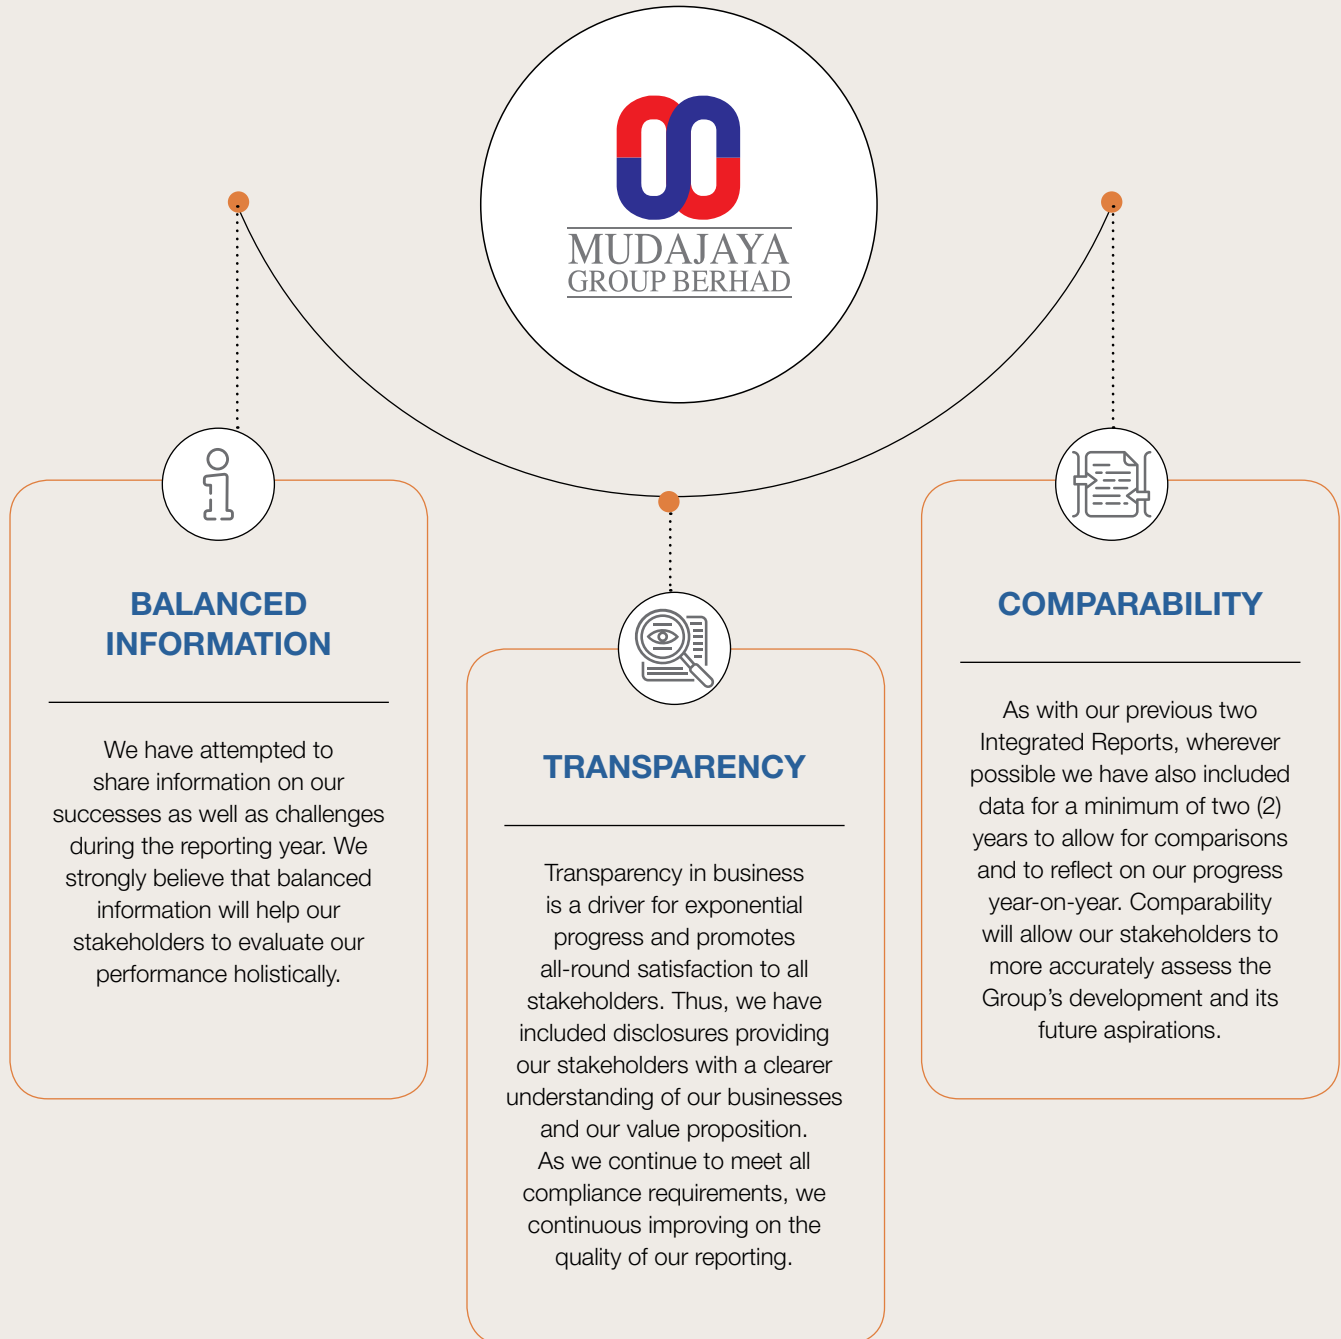 MUDAJAYA
GROUP BERHAD
BALANCED
INFORMATION
We have attempted to
share information on our
successes as well as challenges
during the reporting year. We
strongly believe that balanced
information will help our
stakeholders to evaluate our
performance holistically.
TRANSPARENCY
Transparency in business
is a driver for exponential
progress and promotes
all-round satisfaction to all
stakeholders. Thus, we have
included disclosures providing
our stakeholders with a clearer
understanding of our businesses
and our value proposition.
As we continue to meet all
compliance requirements, we
continuous improving on the
quality of our reporting.
COMPARABILITY
As with our previous two
Integrated Reports, wherever
possible we have also included
data for a minimum of two (2)
years to allow for comparisons
and to reflect on our progress
year-on-year. Comparability
will allow our stakeholders to
more accurately assess the
Group’s development and its
future aspirations.